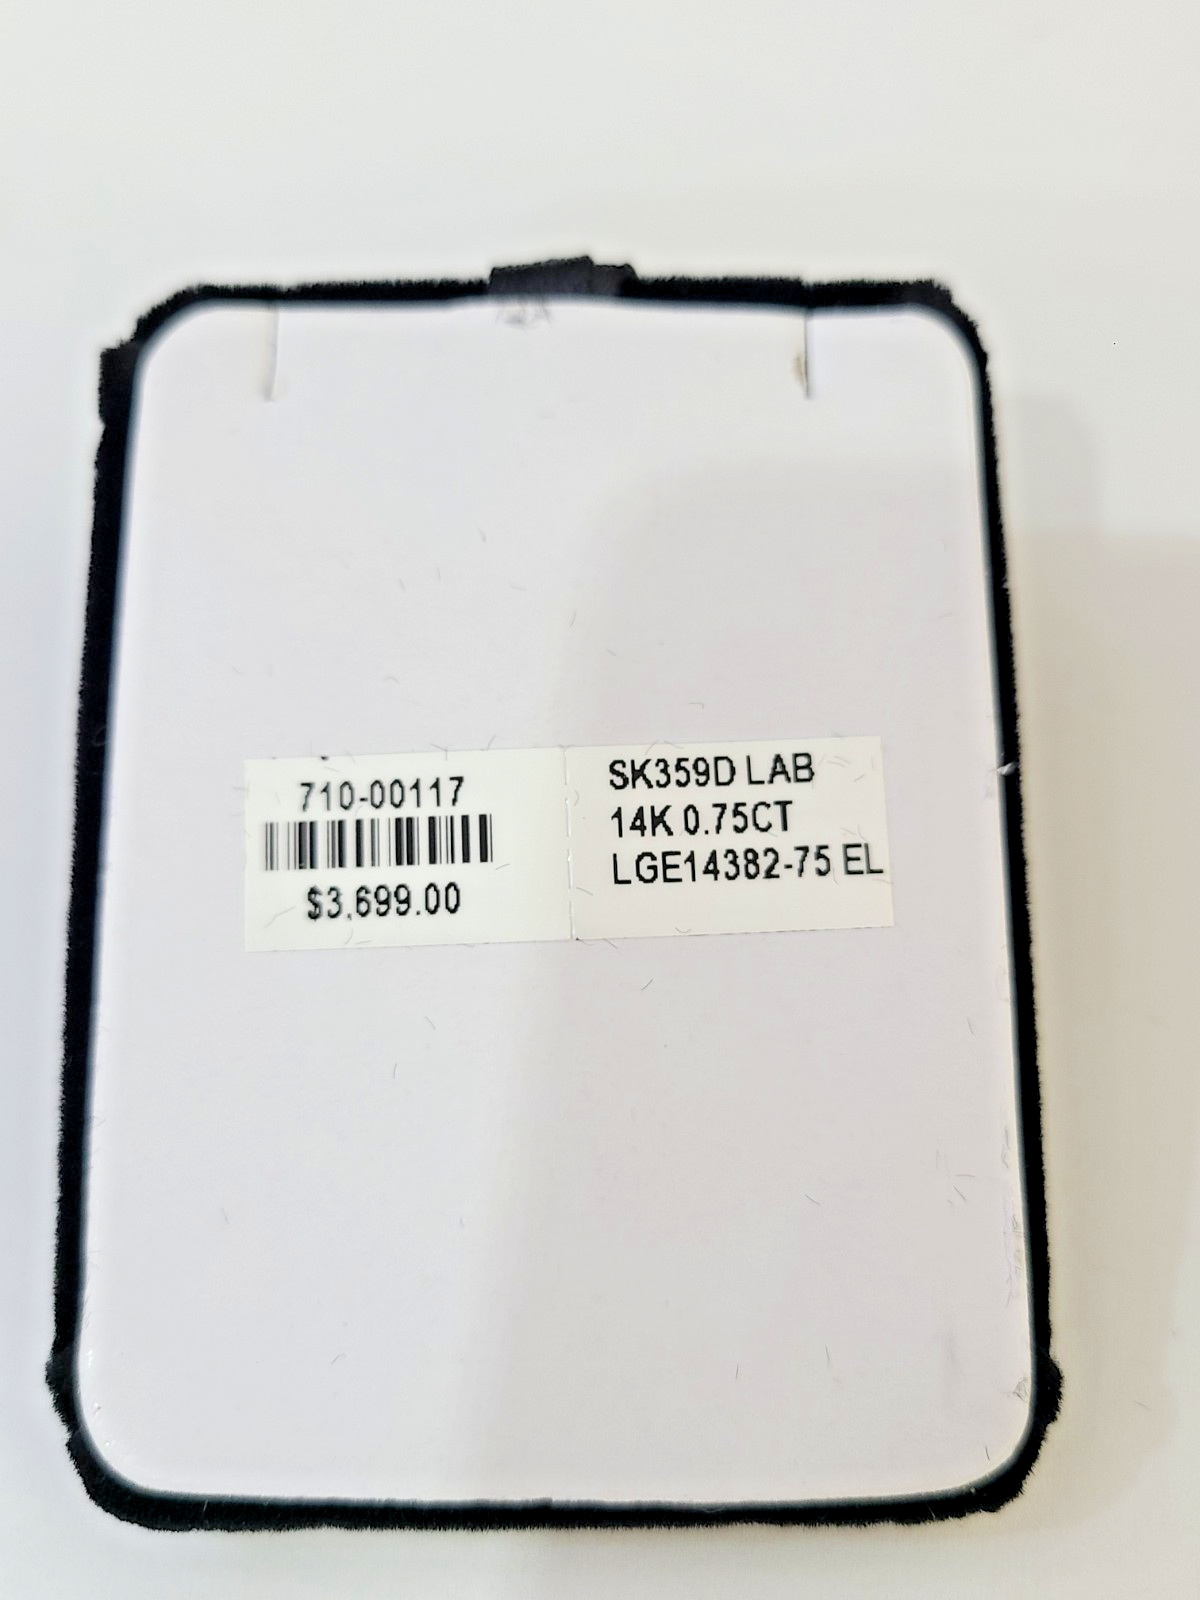 710-00117
$3,699.00
SK359D LAB
14K 0.75CT
LGE14382-75 EL